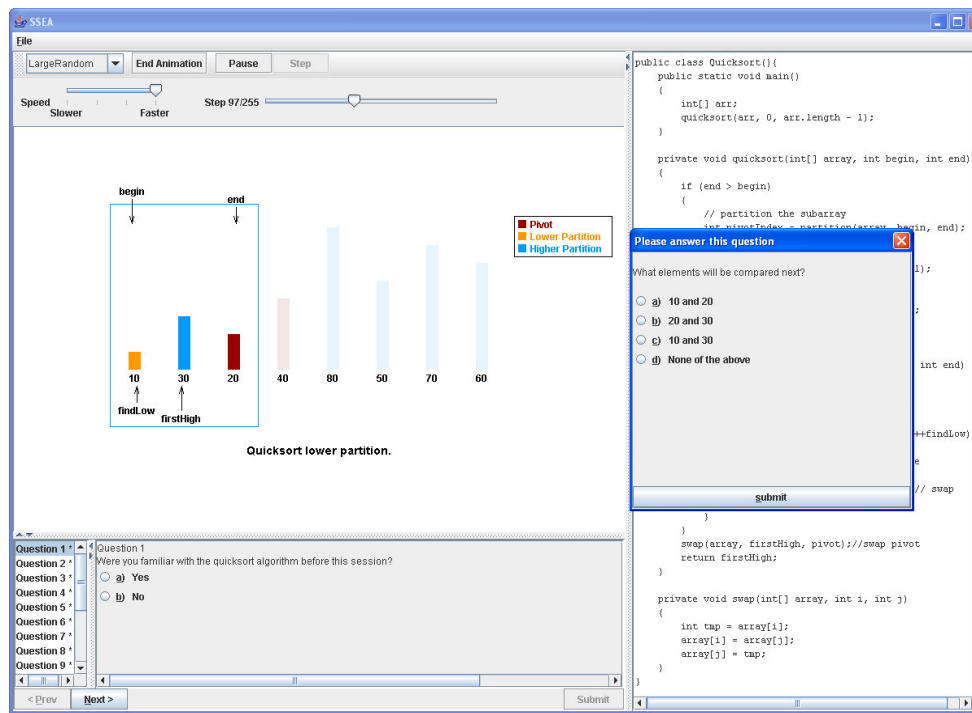 SSEA
File
LargeRandom End Animation Pause Step
Speed Slower Faster Step 97/255
begin
end
Pivot
Lower Partition
Higher Partition
10 30 20 40 80 50 70 60
findLow
firstHigh
Quicksort lower partition.
Question 1 *
Question 2 *
Question 3 *
Question 4 *
Question 5 *
Question 6 *
Question 7 *
Question 8 *
Question 9 *
Question 1
Were you familiar with the quicksort algorithm before this session?
a) Yes
b) No
< Prev Next > Submit
public class Quicksort(){
public static void main()
{
int[] arr;
quicksort(arr, 0, arr.length - 1);
}
private void quicksort(int[] array, int begin, int end)
{
if (end > begin)
{
// partition the subarray
int pivotIndex = partition(array, begin, end);
1);
;
int end)
++findLow)
e
// swap
}
}
swap(array, firstHigh, pivot);//swap pivot
return firstHigh;
}
private void swap(int[] array, int i, int j)
{
int tmp = array[i];
array[i] = array[j];
array[j] = tmp;
}
}
Please answer this question
What elements will be compared next?
a) 10 and 20
b) 20 and 30
c) 10 and 30
d) None of the above
submit